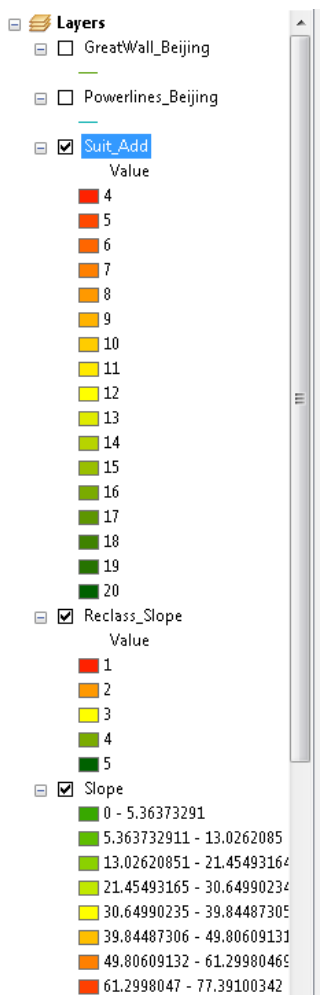 Layers
GreatWall_Beijing
Powerlines_Beijing
Suit_Add
Value
4
5
6
7
8
9
10
11
12
13
14
15
16
17
18
19
20
Reclass_Slope
Value
1
2
3
4
5
Slope
0 - 5.36373291
5.363732911 - 13.0262085
13.02620851 - 21.45493164
21.45493165 - 30.64990234
30.64990235 - 39.84487305
39.84487306 - 49.80609131
49.80609132 - 61.29980469
61.2998047 - 77.39100342